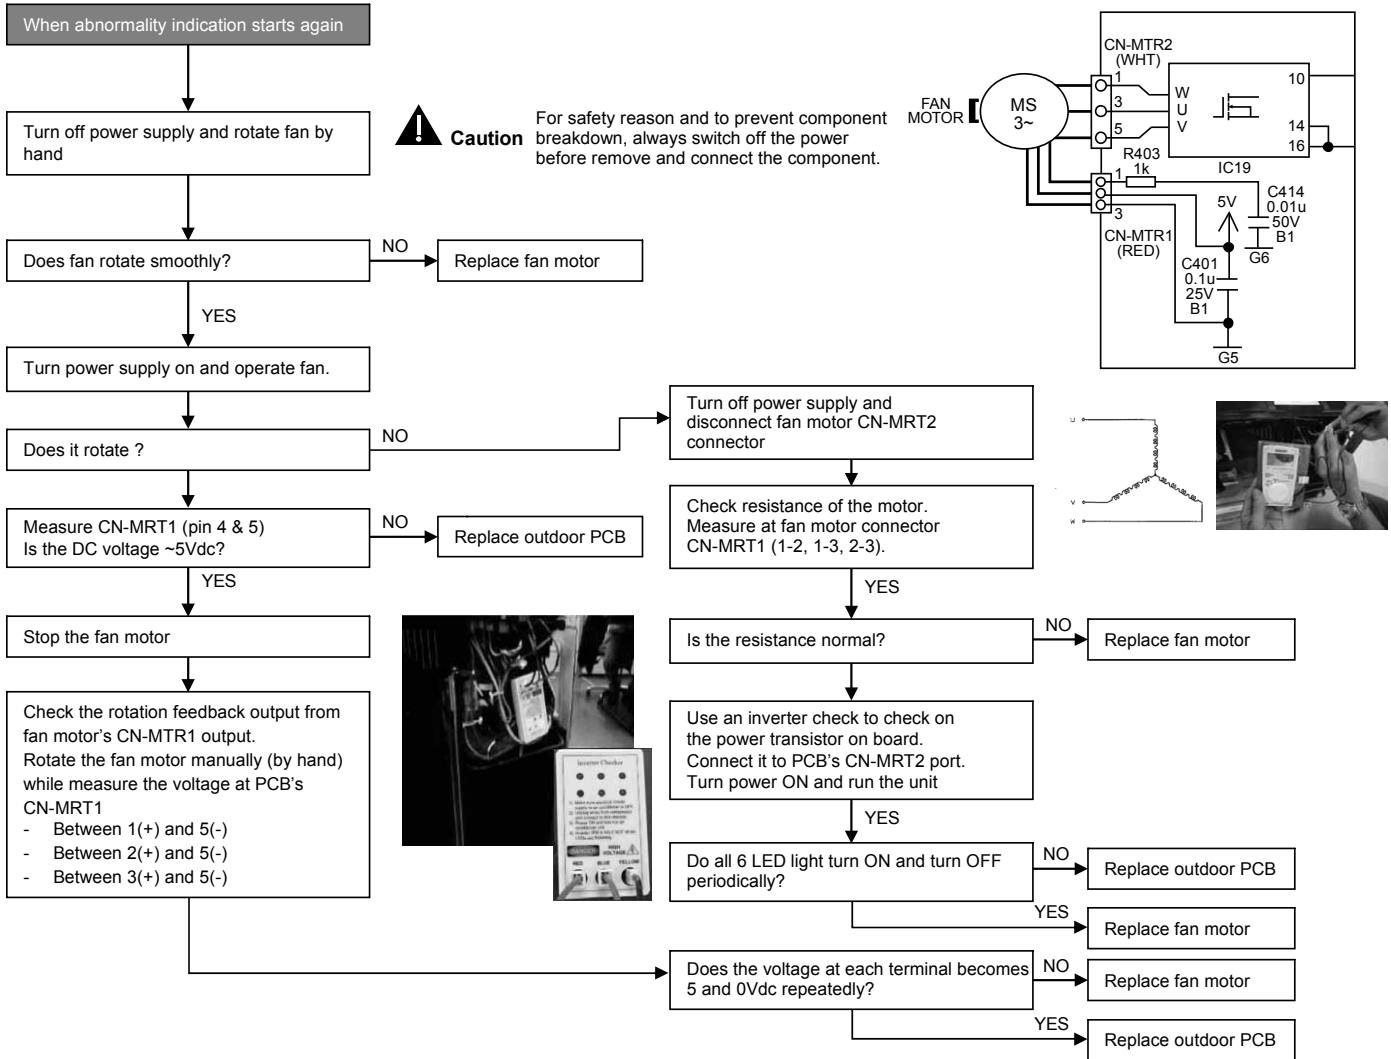 When abnormality indication starts again
Turn off power supply and rotate fan by
hand
Caution
For safety reason and to prevent component
breakdown, always switch off the power
before remove and connect the component.
Does fan rotate smoothly?
NO
Replace fan motor
YES
Turn power supply on and operate fan.
Does it rotate ?
NO
Measure CN-MRT1 (pin 4 & 5)
Is the DC voltage ~5Vdc?
NO
Replace outdoor PCB
YES
Stop the fan motor
Check the rotation feedback output from
fan motor's CN-MTR1 output.
Rotate the fan motor manually (by hand)
while measure the voltage at PCB's
CN-MRT1
- Between 1(+) and 5(-)
- Between 2(+) and 5(-)
- Between 3(+) and 5(-)
Turn off power supply and
disconnect fan motor CN-MRT2
connector
Check resistance of the motor.
Measure at fan motor connector
CN-MRT1 (1-2, 1-3, 2-3).
YES
Is the resistance normal?
NO
Replace fan motor
Use an inverter check to check on
the power transistor on board.
Connect it to PCB's CN-MRT2 port.
Turn power ON and run the unit
YES
Do all 6 LED light turn ON and turn OFF
periodically?
NO
Replace outdoor PCB
YES
Replace fan motor
Does the voltage at each terminal becomes
5 and 0Vdc repeatedly?
NO
Replace fan motor
YES
Replace outdoor PCB
CN-MTR2
(WHT)
FAN
MOTOR
MS
3~
1
3
5
W
U
V
10
14
16
IC19
R403
1k
1
3
CN-MTR1
(RED)
5V
C414
0.01u
50V
B1
G6
C401
0.1u
25V
B1
G5
U
V
W
Inverter Checker
DANGER
HIGH
VOLTAGE
RED BLUE YELLOW